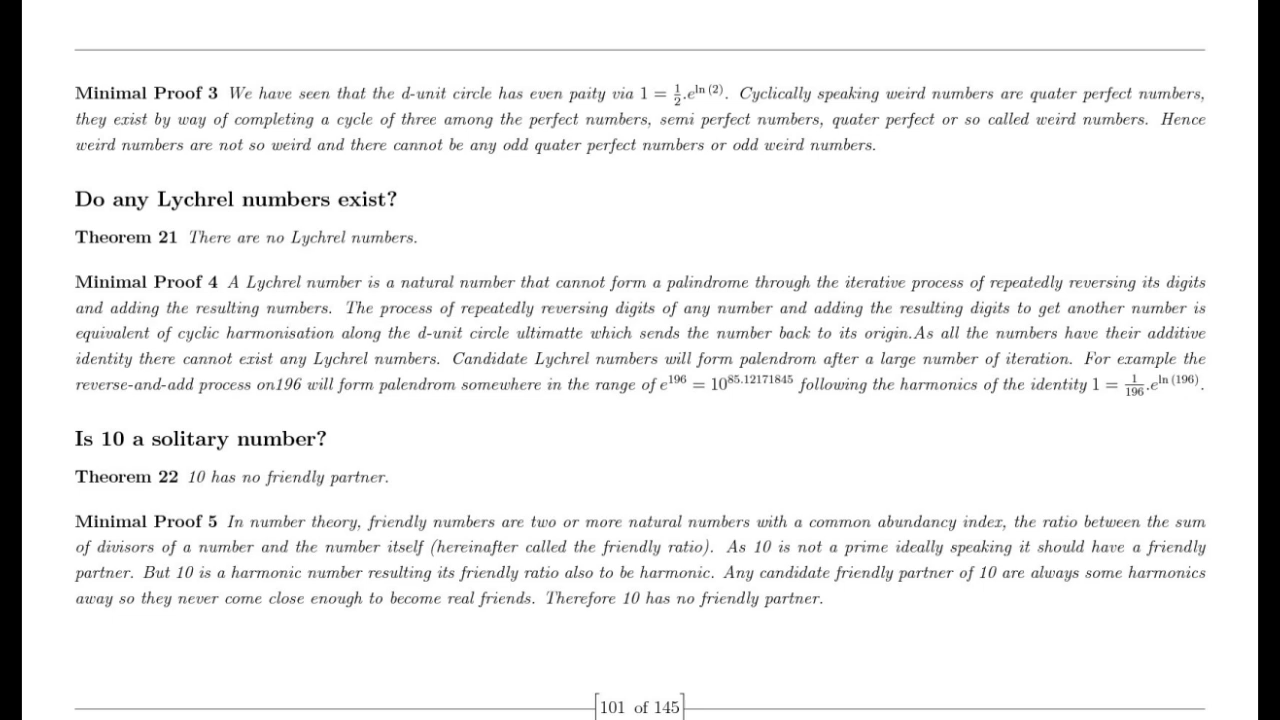 Minimal Proof 3 We have seen that the d-unit circle has even paity via 1 = 1/2.e^ln (2). Cyclically speaking weird numbers are quater perfect numbers,
they exist by way of completing a cycle of three among the perfect numbers, semi perfect numbers, quater perfect or so called weird numbers. Hence
weird numbers are not so weird and there cannot be any odd quater perfect numbers or odd weird numbers.
Do any Lychrel numbers exist?
Theorem 21 There are no Lychrel numbers.
Minimal Proof 4 A Lychrel number is a natural number that cannot form a palindrome through the iterative process of repeatedly reversing its digits
and adding the resulting numbers. The process of repeatedly reversing digits of any number and adding the resulting digits to get another number is
equivalent of cyclic harmonisation along the d-unit circle ultimatte which sends the number back to its origin.As all the numbers have their additive
identity there cannot exist any Lychrel numbers. Candidate Lychrel numbers will form palendrom after a large number of iteration. For example the
reverse-and-add process on196 will form palendrom somewhere in the range of e^196 = 10^85.12171845 following the harmonics of the identity 1 = 1/196.e^ln (196).
Is 10 a solitary number?
Theorem 22 10 has no friendly partner.
Minimal Proof 5 In number theory, friendly numbers are two or more natural numbers with a common abundancy index, the ratio between the sum
of divisors of a number and the number itself (hereinafter called the friendly ratio). As 10 is not a prime ideally speaking it should have a friendly
partner. But 10 is a harmonic number resulting its friendly ratio also to be harmonic. Any candidate friendly partner of 10 are always some harmonics
away so they never come close enough to become real friends. Therefore 10 has no friendly partner.
[101 of 145]